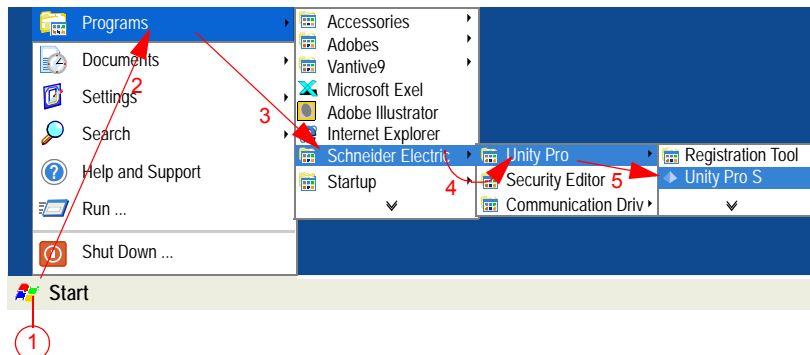 Programs
Documents
Settings
Search
Help and Support
Run ...
Shut Down ...
Start
Accessories
Adobes
Vantive9
Microsoft Exel
Adobe Illustrator
Internet Explorer
Schneider Electric
Startup
Unity Pro
Security Editor
Communication Driv
Registration Tool
Unity Pro S
1
2
3
4
5